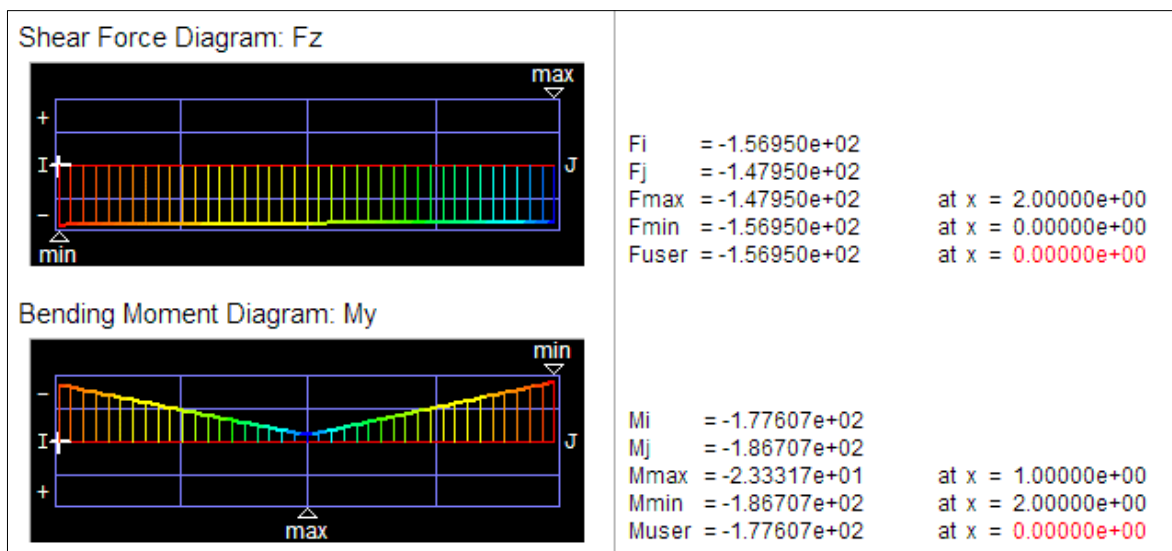 Shear Force Diagram: Fz
max
+
I
J
-
min
Fi = -1.56950e+02
Fj = -1.47950e+02
Fmax = -1.47950e+02 at x = 2.00000e+00
Fmin = -1.56950e+02 at x = 0.00000e+00
Fuser = -1.56950e+02 at x = 0.00000e+00
Bending Moment Diagram: My
min
-
I
J
+
max
Mi = -1.77607e+02
Mj = -1.86707e+02
Mmax = -2.33317e+01 at x = 1.00000e+00
Mmin = -1.86707e+02 at x = 2.00000e+00
Muser = -1.77607e+02 at x = 0.00000e+00